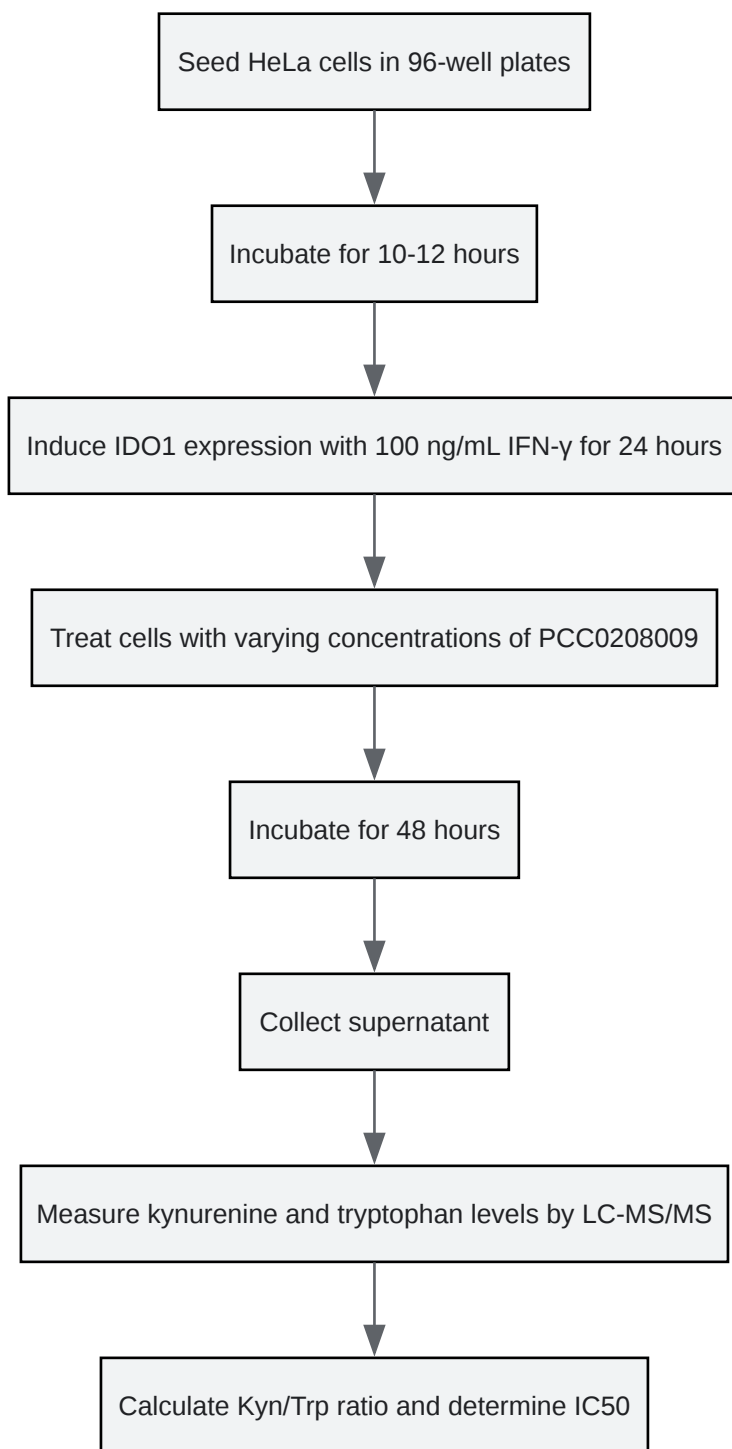 Seed HeLa cells in 96-well plates
Incubate for 10-12 hours
Induce IDO1 expression with 100 ng/mL IFN-γ for 24 hours
Treat cells with varying concentrations of PCC0208009
Incubate for 48 hours
Collect supernatant
Measure kynurenine and tryptophan levels by LC-MS/MS
Calculate Kyn/Trp ratio and determine IC50